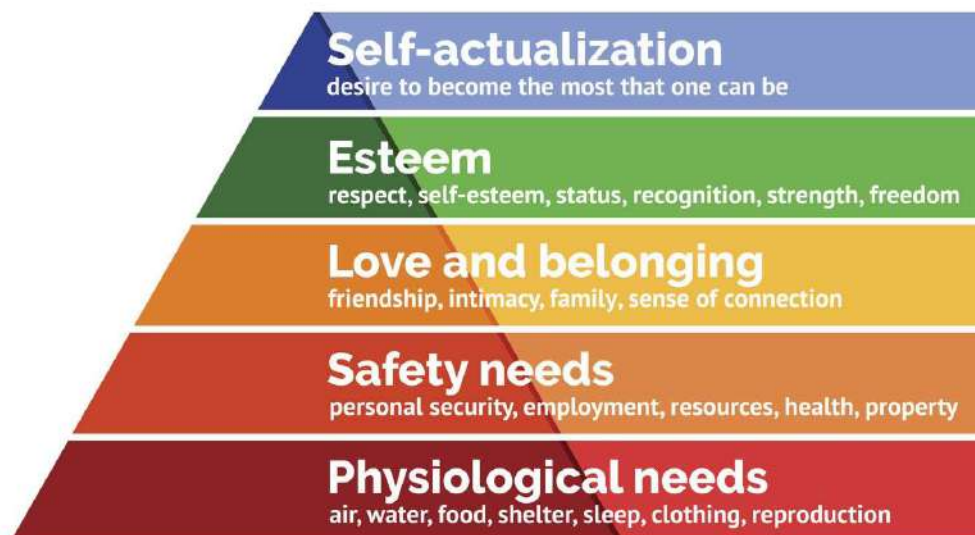 Self-actualization
desire to become the most that one can be
Esteem
respect, self-esteem, status, recognition, strength, freedom
Love and belonging
friendship, intimacy, family, sense of connection
Safety needs
personal security, employment, resources, health, property
Physiological needs
air, water, food, shelter, sleep, clothing, reproduction